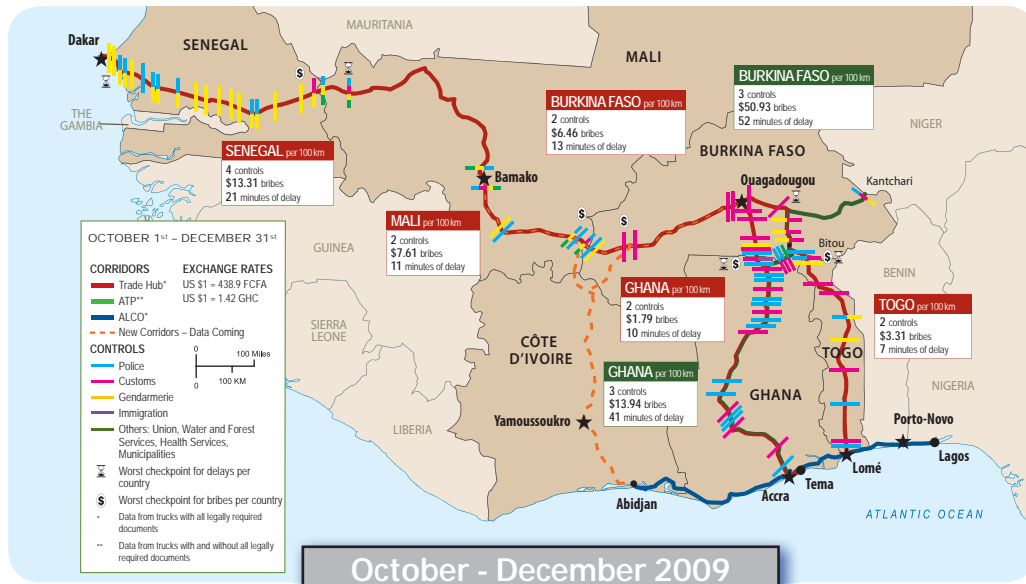 MAURITANIA
Dakar
SENEGAL
MALI
$
THE
GAMBIA
BURKINA FASO per 100 km
3 controls
$50.93 bribes
52 minutes of delay
BURKINA FASO per 100 km
2 controls
$6.46 bribes
13 minutes of delay
NIGER
SENEGAL per 100 km
4 controls
$13.31 bribes
21 minutes of delay
BURKINA FASO
Ouagadougou
Kantchari
Bamako
MALI per 100 km
2 controls
$7.61 bribes
11 minutes of delay
$
$
Bitou
$
$
GUINEA
BENIN
OCTOBER 1st – DECEMBER 31st
CORRIDORS
Trade Hub*
ATP**
ALCO*
New Corridors – Data Coming
EXCHANGE RATES
US $1 = 438.9 FCFA
US $1 = 1.42 GHC
CONTROLS
Police
Customs
Gendarmerie
Immigration
Others: Union, Water and Forest
Services, Health Services,
Municipalities
0
100 Miles
0
100 KM
Worst checkpoint for delays per
country
$
Worst checkpoint for bribes per country
* Data from trucks with all legally required
documents
** Data from trucks with and without all legally
required documents
GHANA per 100 km
2 controls
$1.79 bribes
10 minutes of delay
TOGO per 100 km
2 controls
$3.31 bribes
7 minutes of delay
SIERRA
LEONE
CÔTE
D'IVOIRE
TOGO
GHANA per 100 km
3 controls
$13.94 bribes
41 minutes of delay
GHANA
NIGERIA
LIBERIA
Yamoussoukro
Porto-Novo
Lagos
Lomé
Tema
Accra
Abidjan
ATLANTIC OCEAN
October - December 2009